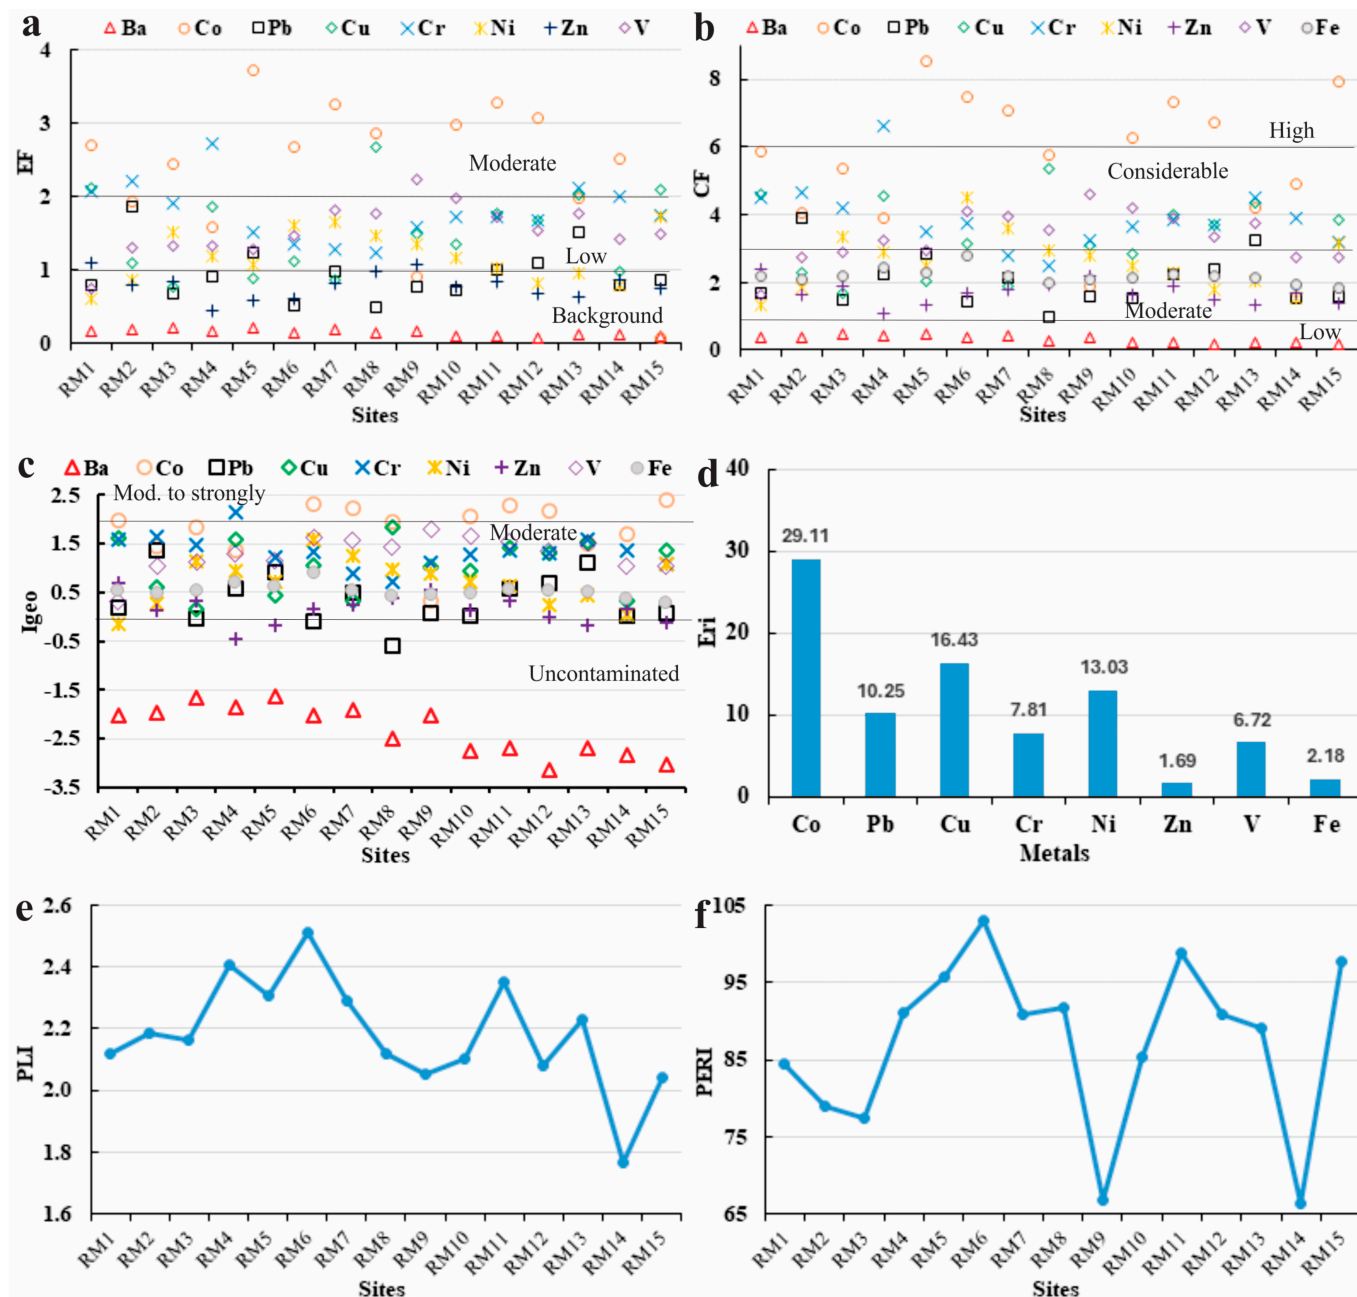 a
Ba Co Pb Cu Cr Ni Zn V
4
3
2
1
0
EF
Moderate
Low
Background
RM1 RM2 RM3 RM4 RM5 RM6 RM7 RM8 RM9 RM10 RM11 RM12 RM13 RM14 RM15
Sites
b
Ba Co Pb Cu Cr Ni Zn V Fe
8
6
4
2
0
CF
High
Considerable
Moderate
Low
RM1 RM2 RM3 RM4 RM5 RM6 RM7 RM8 RM9 RM10 RM11 RM12 RM13 RM14 RM15
Sites
c
Ba Co Pb Cu Cr Ni Zn V Fe
2.5
1.5
0.5
-0.5
-1.5
-2.5
-3.5
Igeo
Mod. to strongly
Moderate
Uncontaminated
RM1 RM2 RM3 RM4 RM5 RM6 RM7 RM8 RM9 RM10 RM11 RM12 RM13 RM14 RM15
Sites
d
40
30
20
10
0
Eri
29.11
10.25
16.43
7.81
13.03
1.69
6.72
2.18
Co Pb Cu Cr Ni Zn V Fe
Metals
e
2.6
2.4
2.2
2.0
1.8
1.6
PLI
RM1 RM2 RM3 RM4 RM5 RM6 RM7 RM8 RM9 RM10 RM11 RM12 RM13 RM14 RM15
Sites
f
105
95
85
75
65
PERI
RM1 RM2 RM3 RM4 RM5 RM6 RM7 RM8 RM9 RM10 RM11 RM12 RM13 RM14 RM15
Sites